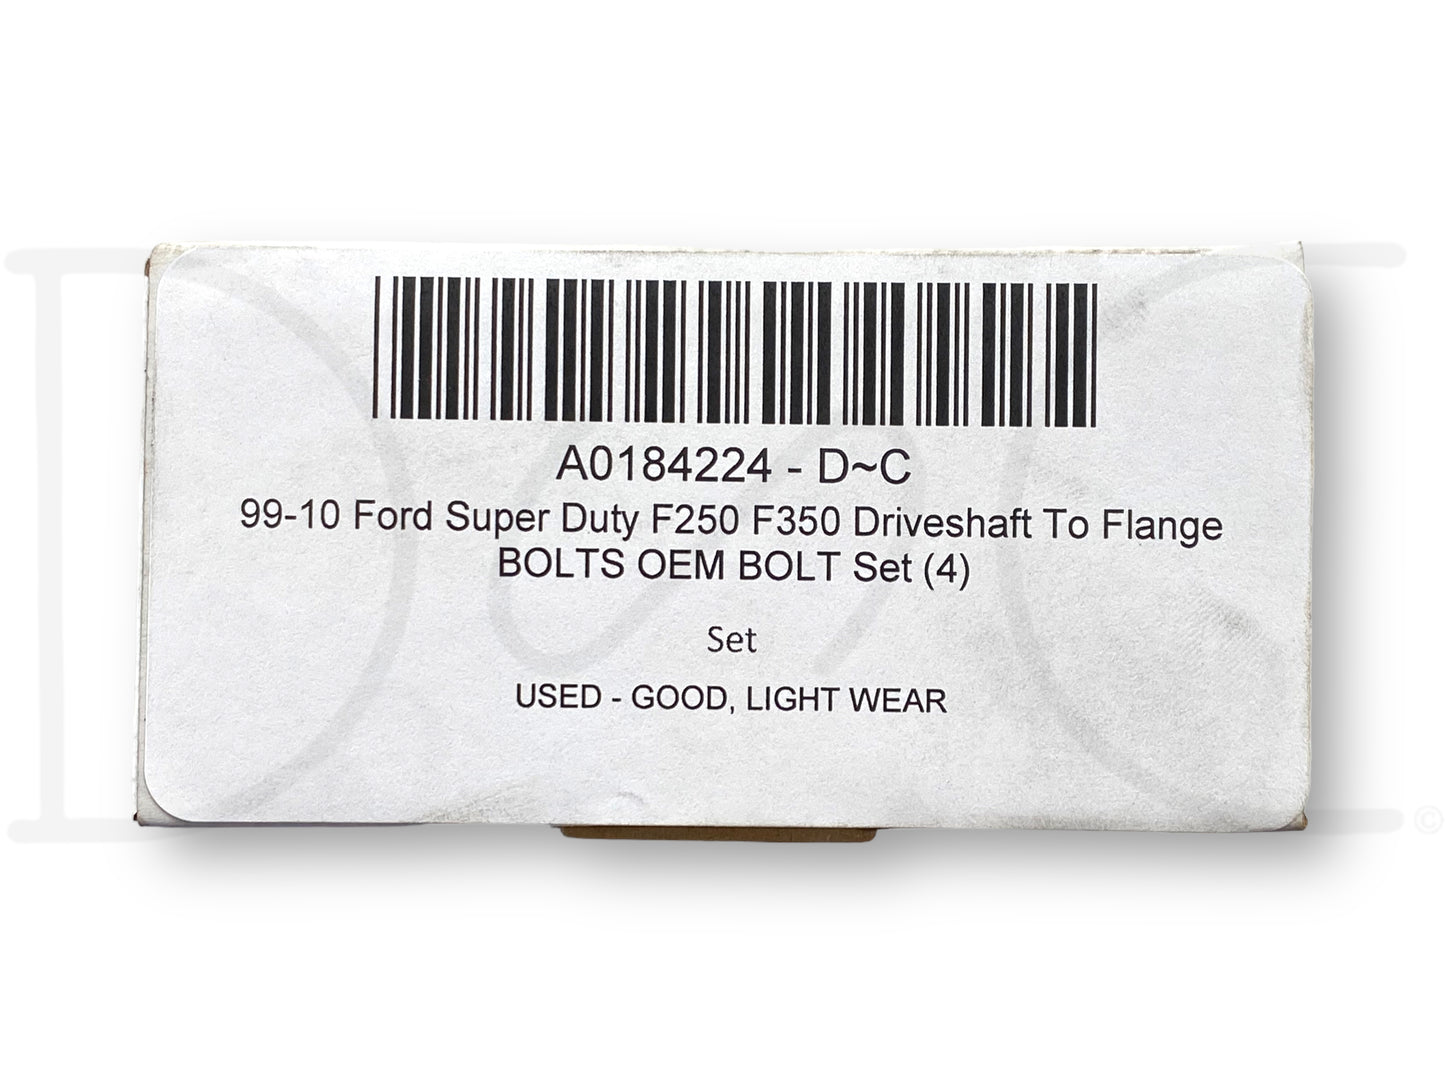 A0184224 - D~C
99-10 Ford Super Duty F250 F350 Driveshaft To Flange
BOLTS OEM BOLT Set (4)
Set
USED - GOOD, LIGHT WEAR
©